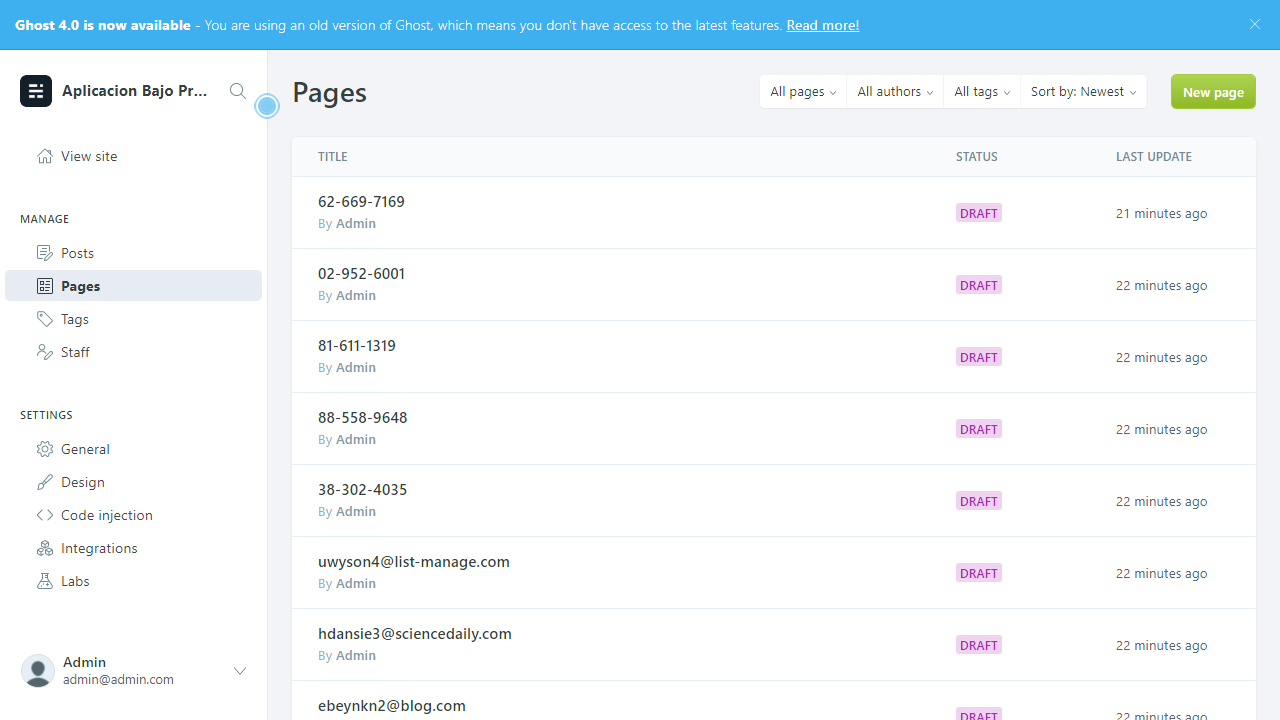 Ghost 4.0 is now available - You are using an old version of Ghost, which means you don't have access to the latest features. Read more!
Aplicacion Bajo Pr...
View site
MANAGE
Posts
Pages
Tags
Staff
SETTINGS
General
Design
Code injection
Integrations
Labs
Admin
admin@admin.com
Pages
All pages
All authors
All tags
Sort by: Newest
New page
TITLE STATUS LAST UPDATE
62-669-7169
By Admin
DRAFT
21 minutes ago
02-952-6001
By Admin
DRAFT
22 minutes ago
81-611-1319
By Admin
DRAFT
22 minutes ago
88-558-9648
By Admin
DRAFT
22 minutes ago
38-302-4035
By Admin
DRAFT
22 minutes ago
uwyson4@list-manage.com
By Admin
DRAFT
22 minutes ago
hdansie3@sciencedaily.com
By Admin
DRAFT
22 minutes ago
ebeynkn2@blog.com
DRAFT
22 minutes ago